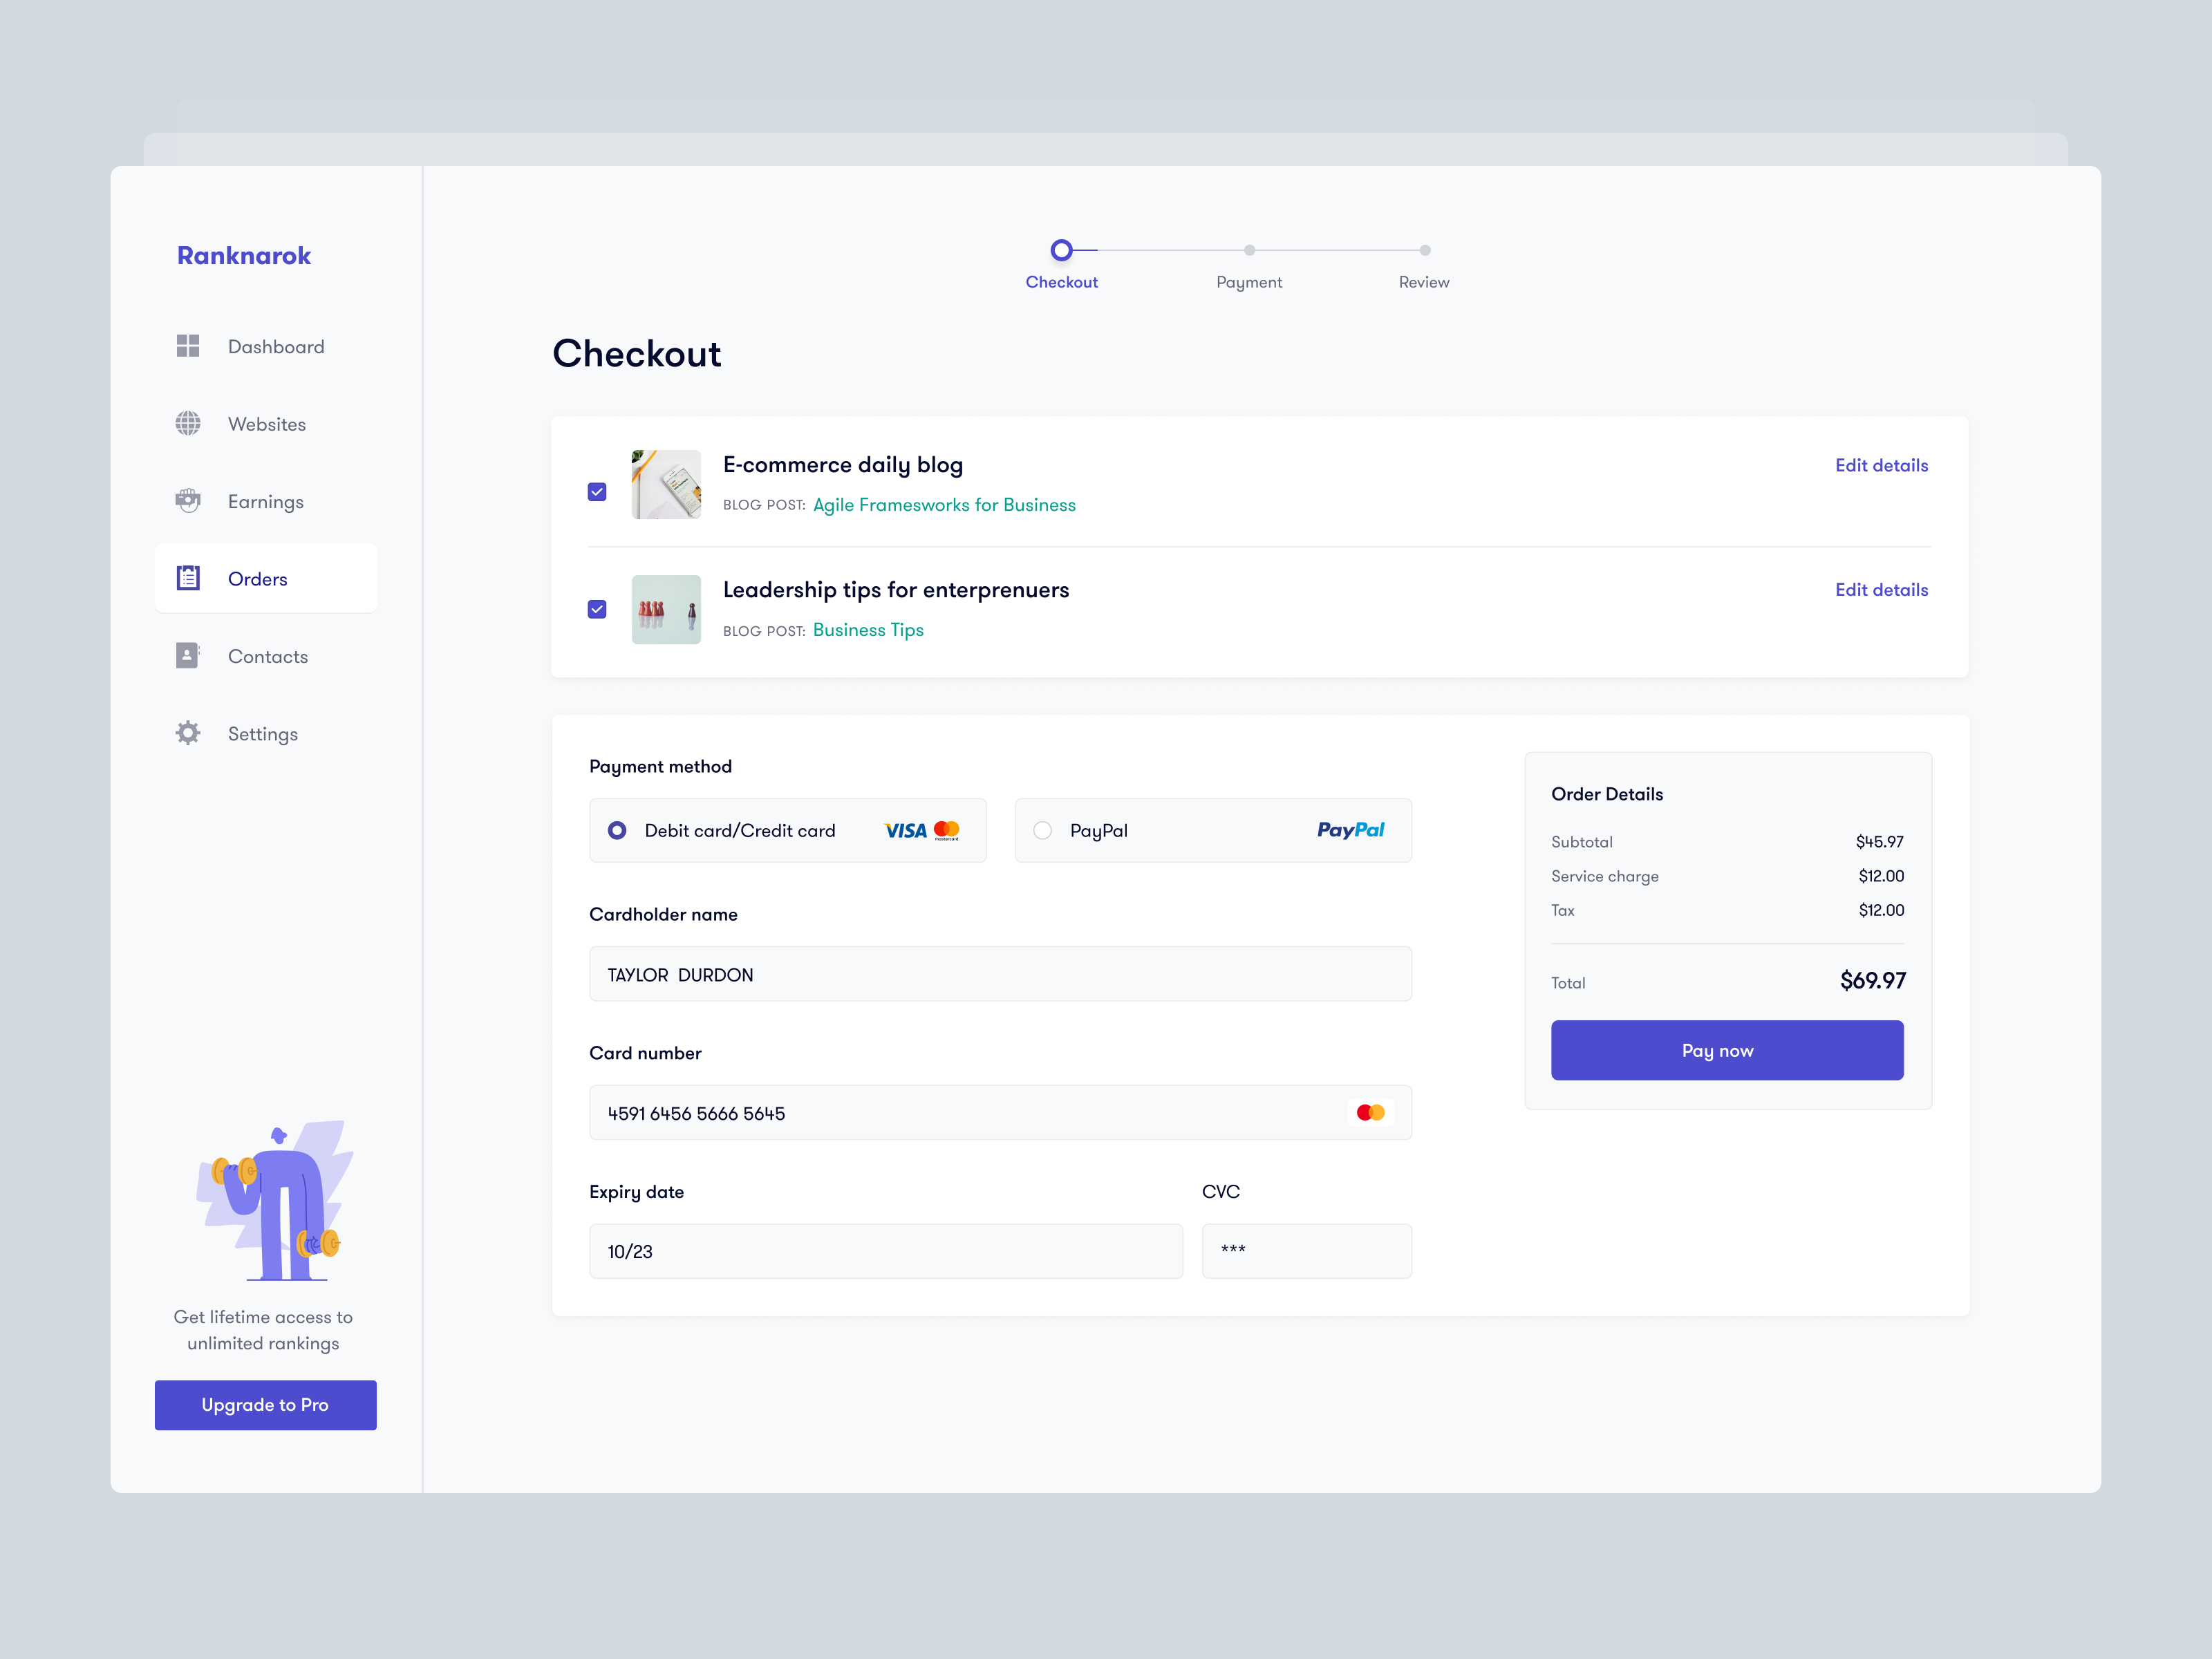 Ranknarok
Dashboard
Websites
Earnings
Orders
Contacts
Settings
Get lifetime access to
unlimited rankings
Upgrade to Pro
Checkout
Payment
Review
Checkout
E-commerce daily blog
Edit details
BLOG POST: Agile Framesworks for Business
Leadership tips for enterprenuers
Edit details
BLOG POST: Business Tips
Payment method
Debit card/Credit card
VISA
mastercard
PayPal
PayPal
Cardholder name
TAYLOR DURDON
Card number
4591 6456 5666 5645
Expiry date
CVC
10/23
***
Order Details
Subtotal $45.97
Service charge $12.00
Tax $12.00
Total $69.97
Pay now